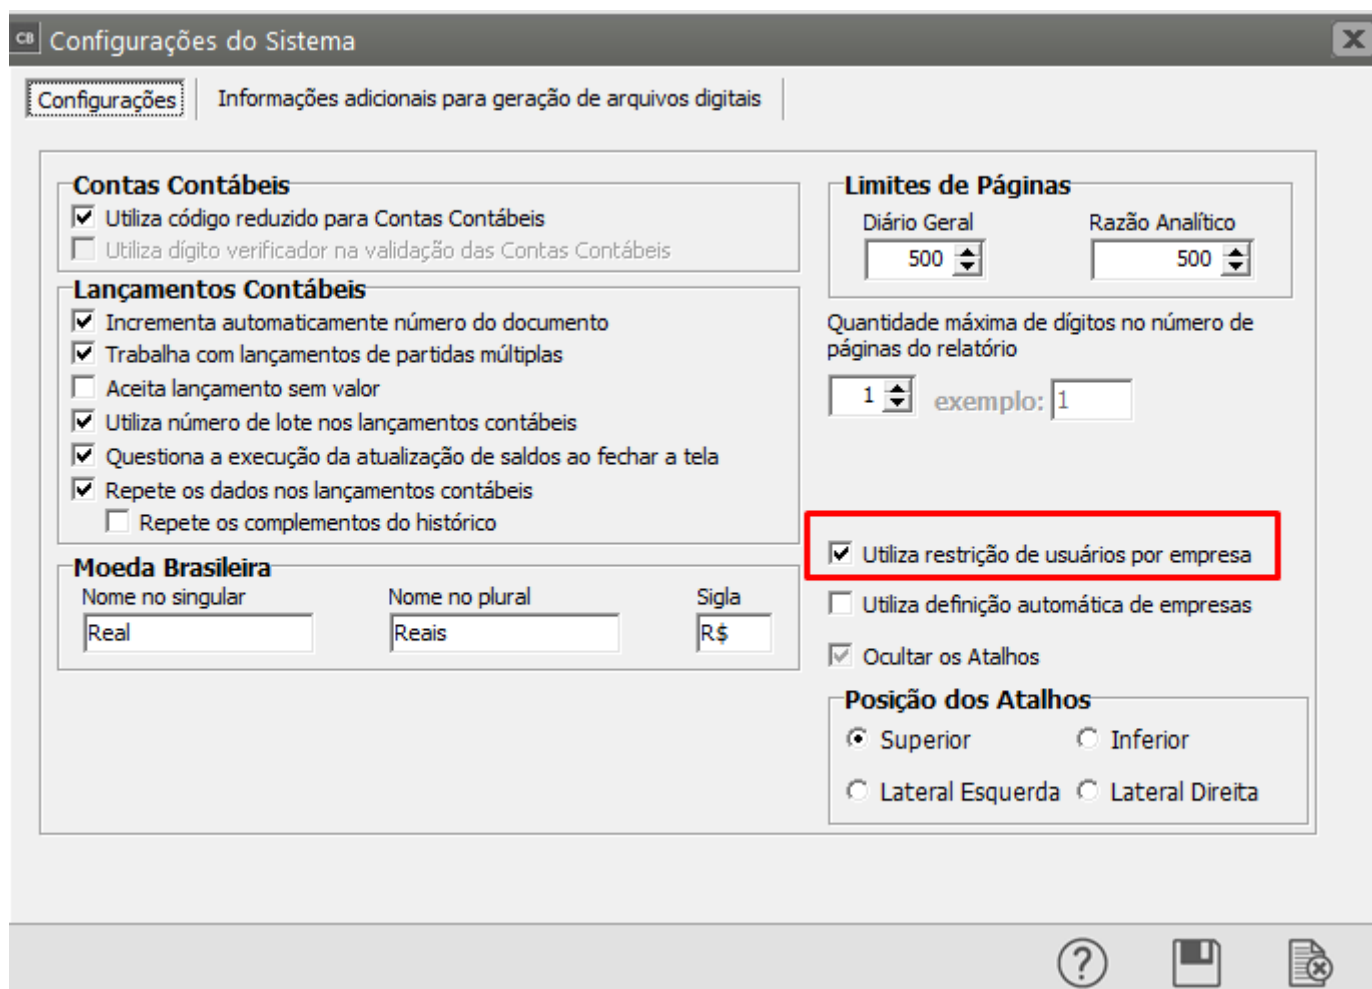 CB Configurações do Sistema
Configurações Informações adicionais para geração de arquivos digitais
Contas Contábeis
Utiliza código reduzido para Contas Contábeis
Utiliza dígito verificador na validação das Contas Contábeis
Lançamentos Contábeis
Incrementa automaticamente número do documento
Trabalha com lançamentos de partidas múltiplas
Aceita lançamento sem valor
Utiliza número de lote nos lançamentos contábeis
Questiona a execução da atualização de saldos ao fechar a tela
Repete os dados nos lançamentos contábeis
Repete os complementos do histórico
Moeda Brasileira
Nome no singular Nome no plural Sigla
Real Reais R$
Limites de Páginas
Diário Geral Razão Analítico
500 500
Quantidade máxima de dígitos no número de
páginas do relatório
1 exemplo: 1
Utiliza restrição de usuários por empresa
Utiliza definição automática de empresas
Ocultar os Atalhos
Posição dos Atalhos
Superior Inferior
Lateral Esquerda Lateral Direita
?